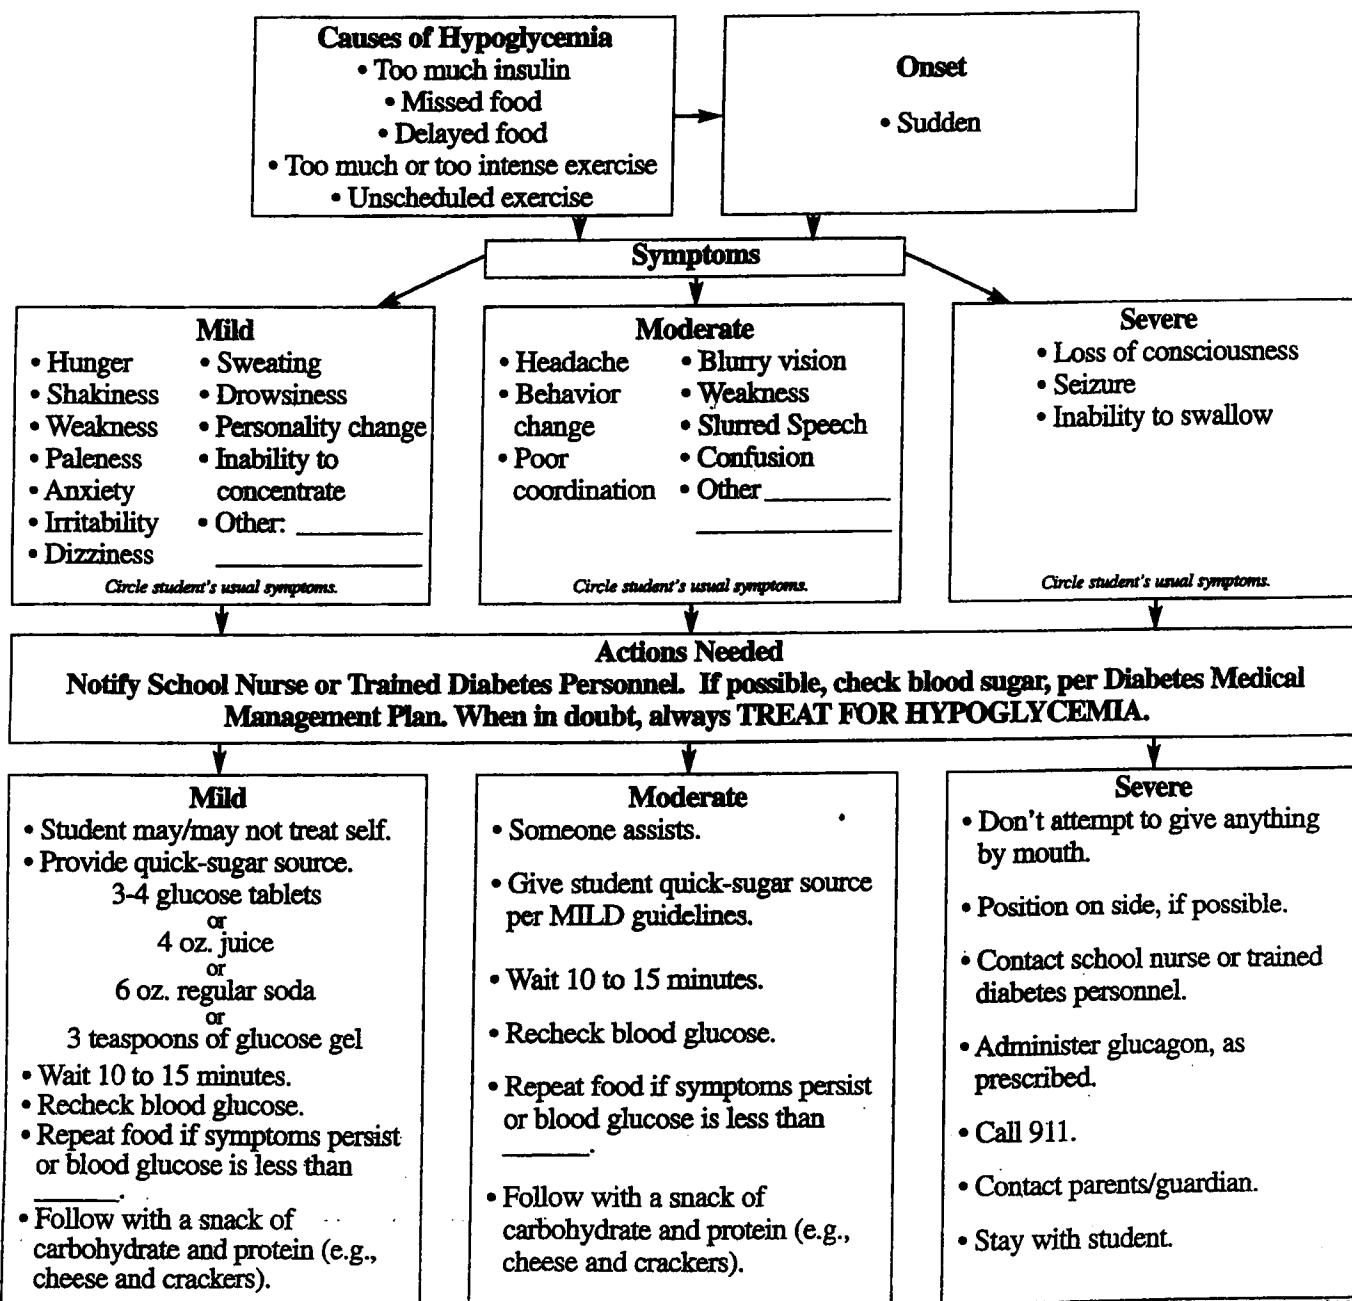 Causes of Hypoglycemia
• Too much insulin
• Missed food
• Delayed food
• Too much or too intense exercise
• Unscheduled exercise
Onset
• Sudden
Symptoms
Mild
• Hunger
• Shakiness
• Weakness
• Paleness
• Anxiety
• Irritability
• Dizziness
• Sweating
• Drowsiness
• Personality change
• Inability to
concentrate
• Other: ____________
____________________
Circle student's usual symptoms.
Moderate
• Headache
• Behavior
change
• Poor
coordination
• Blurry vision
• Weakness
• Slurred Speech
• Confusion
• Other ____________
____________________
Circle student's usual symptoms.
Severe
• Loss of consciousness
• Seizure
• Inability to swallow
Circle student's usual symptoms.
Actions Needed
Notify School Nurse or Trained Diabetes Personnel. If possible, check blood sugar, per Diabetes Medical
Management Plan. When in doubt, always TREAT FOR HYPOGLYCEMIA.
Mild
• Student may/may not treat self.
• Provide quick-sugar source.
3-4 glucose tablets
or
4 oz. juice
or
6 oz. regular soda
or
3 teaspoons of glucose gel
• Wait 10 to 15 minutes.
• Recheck blood glucose.
• Repeat food if symptoms persist
or blood glucose is less than
_______.
• Follow with a snack of
carbohydrate and protein (e.g.,
cheese and crackers).
Moderate
• Someone assists.
• Give student quick-sugar source
per MILD guidelines.
• Wait 10 to 15 minutes.
• Recheck blood glucose.
• Repeat food if symptoms persist
or blood glucose is less than
_______.
• Follow with a snack of
carbohydrate and protein (e.g.,
cheese and crackers).
Severe
• Don't attempt to give anything
by mouth.
• Position on side, if possible.
• Contact school nurse or trained
diabetes personnel.
• Administer glucagon, as
prescribed.
• Call 911.
• Contact parents/guardian.
• Stay with student.